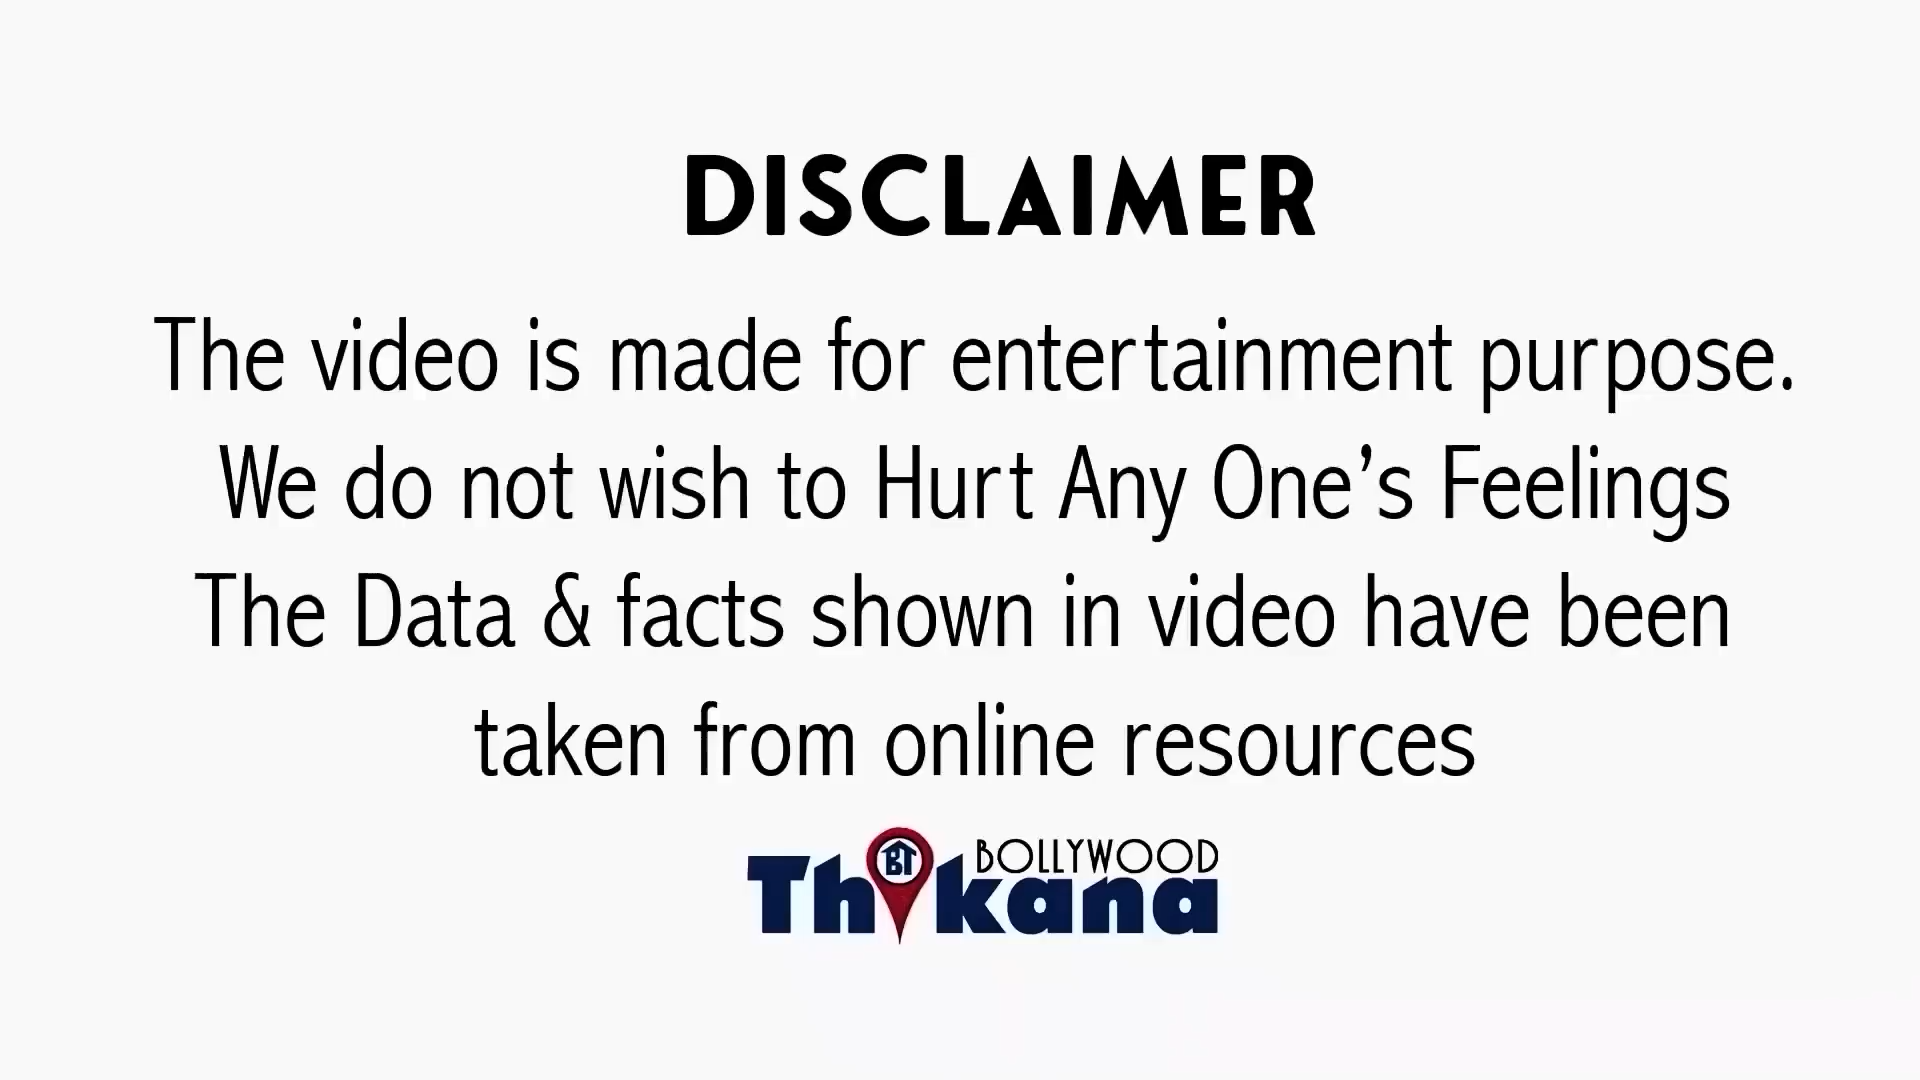 DISCLAIMER
The video is made for entertainment purpose.
We do not wish to Hurt Any One's Feelings
The Data & facts shown in video have been
taken from online resources
BT
BOLLYWOOD
Thikana